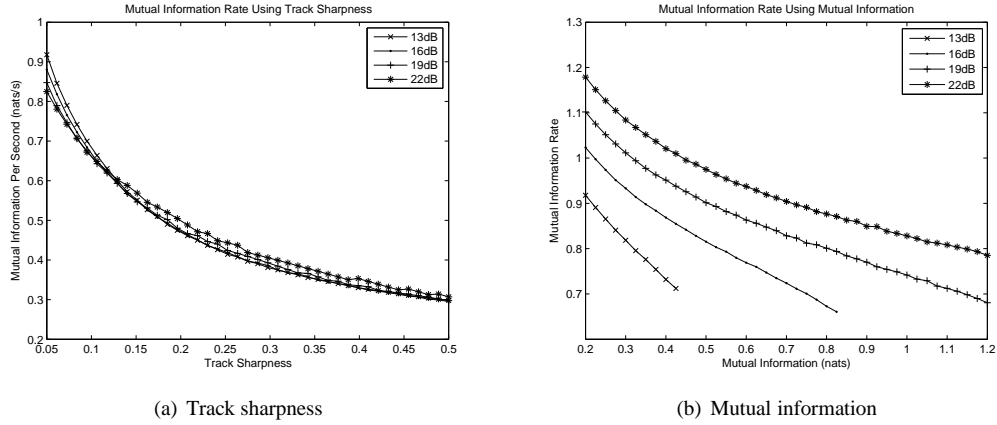 Mutual Information Rate Using Track Sharpness
1
0.9
0.8
0.7
0.6
0.5
0.4
0.3
0.2
Mutual Information Per Second (nats/s)
13dB
16dB
19dB
22dB
0.05 0.1 0.15 0.2 0.25 0.3 0.35 0.4 0.45 0.5
Track Sharpness
(a) Track sharpness
Mutual Information Rate Using Mutual Information
1.3
1.2
1.1
1
0.9
0.8
0.7
Mutual Information Rate
13dB
16dB
19dB
22dB
0.2 0.3 0.4 0.5 0.6 0.7 0.8 0.9 1 1.1 1.2
Mutual Information (nats)
(b) Mutual information